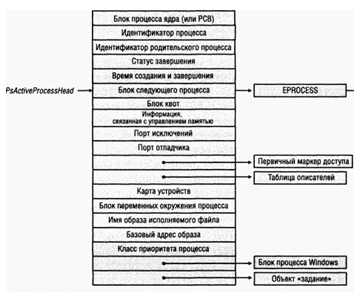 Блок процесса ядра (или PCB)
Идентификатор процесса
Идентификатор родительского процесса
Статус завершения
Время создания и завершения
PsActiveProcessHead
Блок следующего процесса
EPROCESS
Блок квот
Информация,
связанная с управлением памятью
Порт исключений
Порт отладчика
Первичный маркер доступа
Таблица описателей
Карта устройств
Блок переменных окружения процесса
Имя образа исполняемого файла
Базовый адрес образа
Класс приоритета процесса
Блок процесса Windows
Объект «задание»